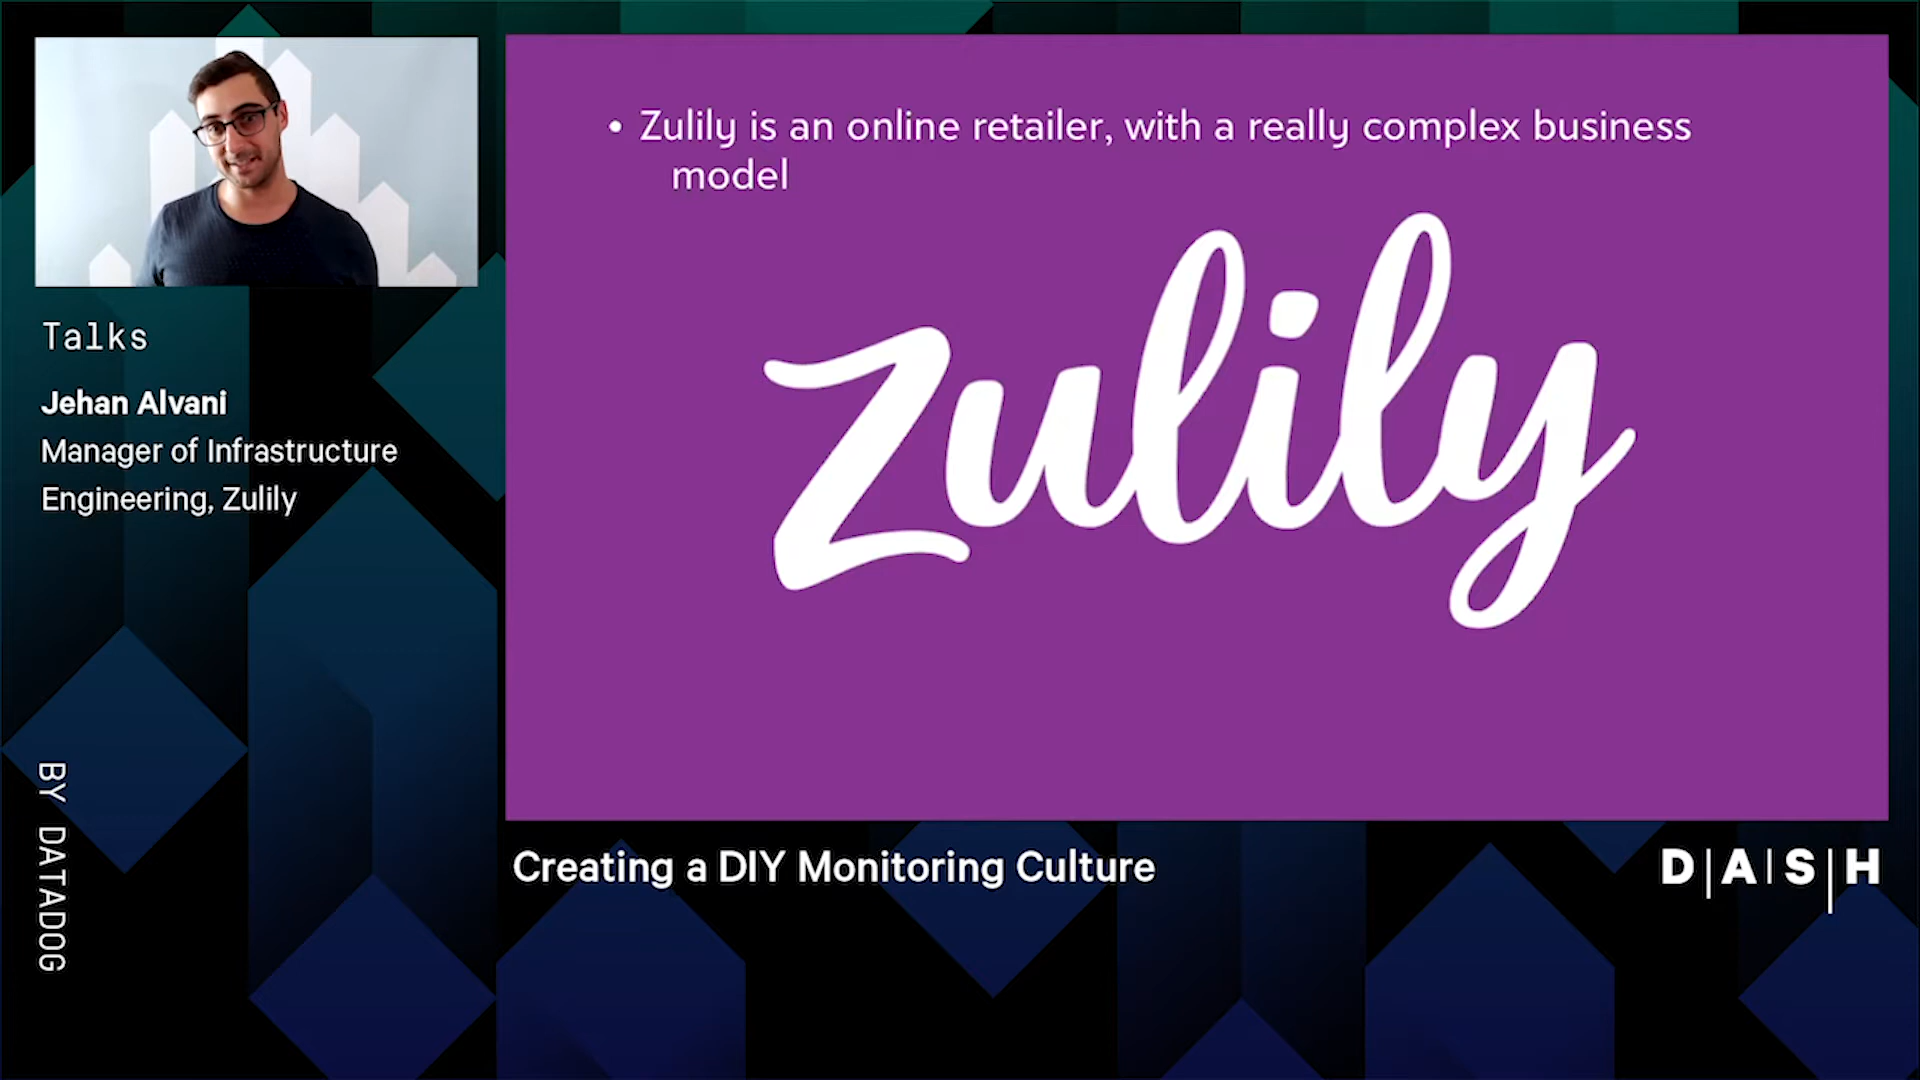 Talks
Jehan Alvani
Manager of Infrastructure
Engineering, Zulily
BY DATADOG
• Zulily is an online retailer, with a really complex business
model
Zulily
Creating a DIY Monitoring Culture
D|A|S|H